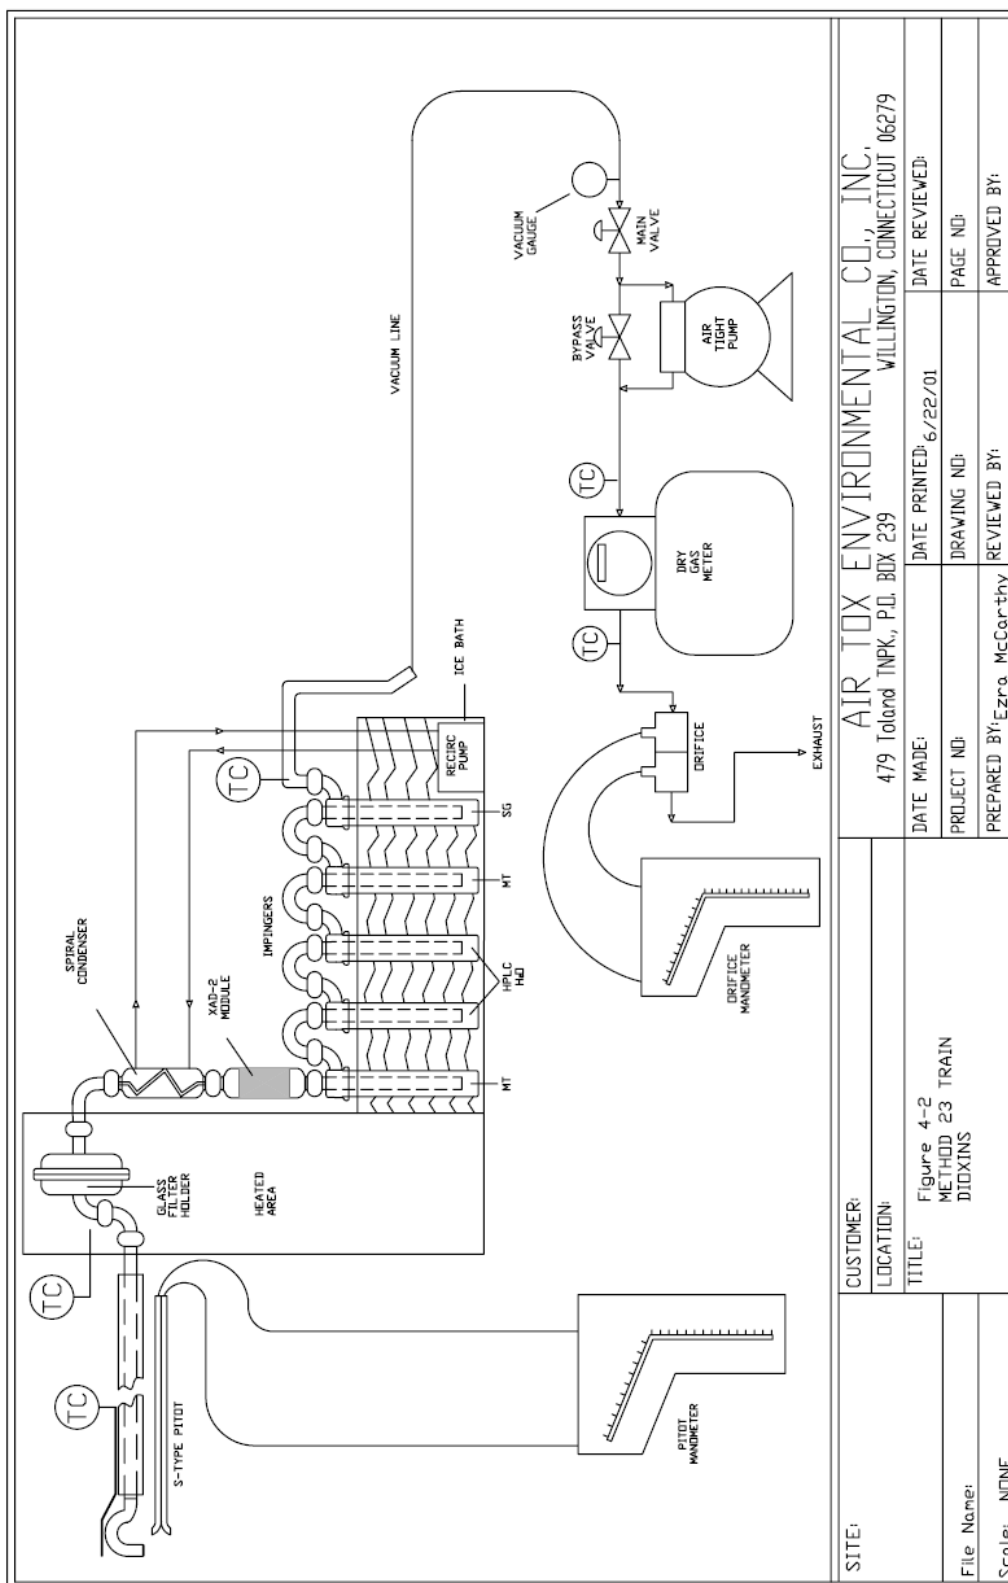 TC
TC
S-TYPE PITOT
GLASS
FILTER
HOLDER
HEATED
AREA
SPIRAL
CONDENSER
XAD-2
MODULE
IMPINGERS
TC
MT
HPLC
H₂O
MT
SG
RECIRC
PUMP
ICE BATH
VACUUM LINE
PITOT
MANOMETER
ORIFICE
MANOMETER
ORIFICE
EXHAUST
TC
DRY
GAS
METER
TC
BYPASS
VALVE
AIR
TIGHT
PUMP
VACUUM
GAUGE
MAIN
VALVE
SITE:
File Name:
Scale: NONE
CUSTOMER:
LOCATION:
TITLE:
Figure 4-2
METHOD 23 TRAIN
DIOXINS
AIR TOX ENVIRONMENTAL CO., INC.
479 Toland TNPK., P.O. BOX 239 WILLINGTON, CONNECTICUT 06279
DATE MADE:
DATE PRINTED: 6/22/01
DATE REVIEWED:
PROJECT NO:
DRAWING NO:
PAGE NO:
PREPARED BY: Ezra McCarthy
REVIEWED BY:
APPROVED BY: